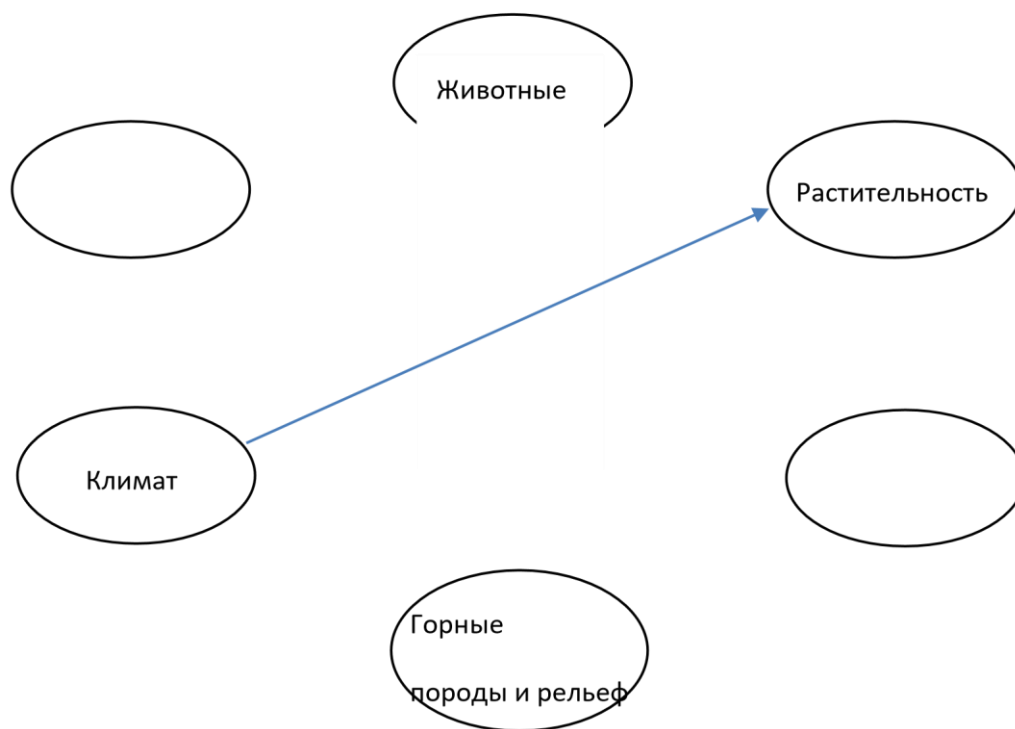 Животные
Растительность
Климат
Горные
породы и рельеф